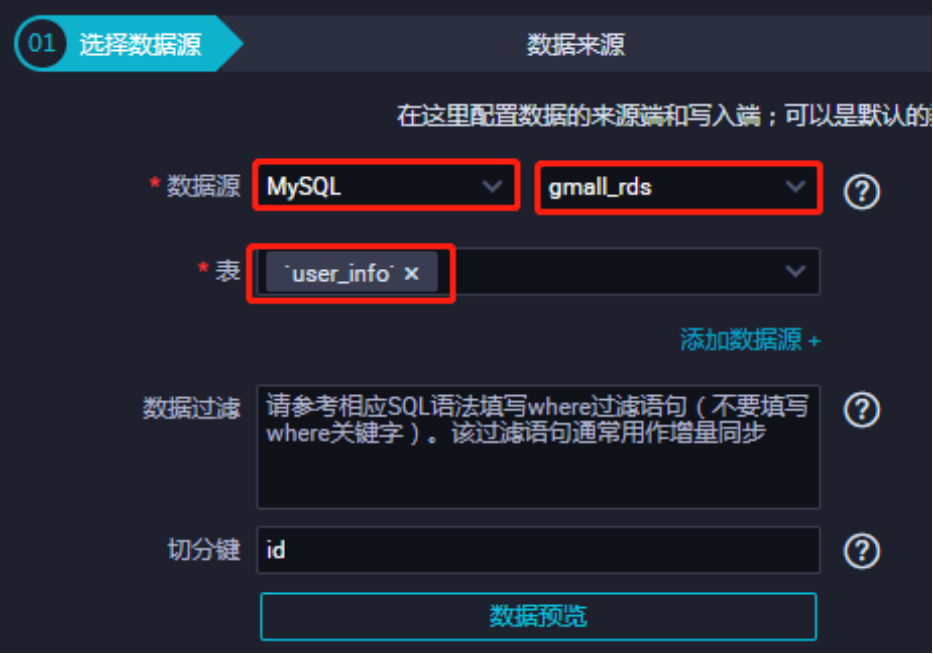 01 选择数据源 数据来源
在这里配置数据的来源端和写入端；可以是默认的
* 数据源 MySQL gmall_rds ?
* 表 `user_info` ×
添加数据源 +
数据过滤 请参考相应SQL语法填写where过滤语句（不要填写 ?
where关键字）。该过滤语句通常用作增量同步
切分键 id ?
数据预览